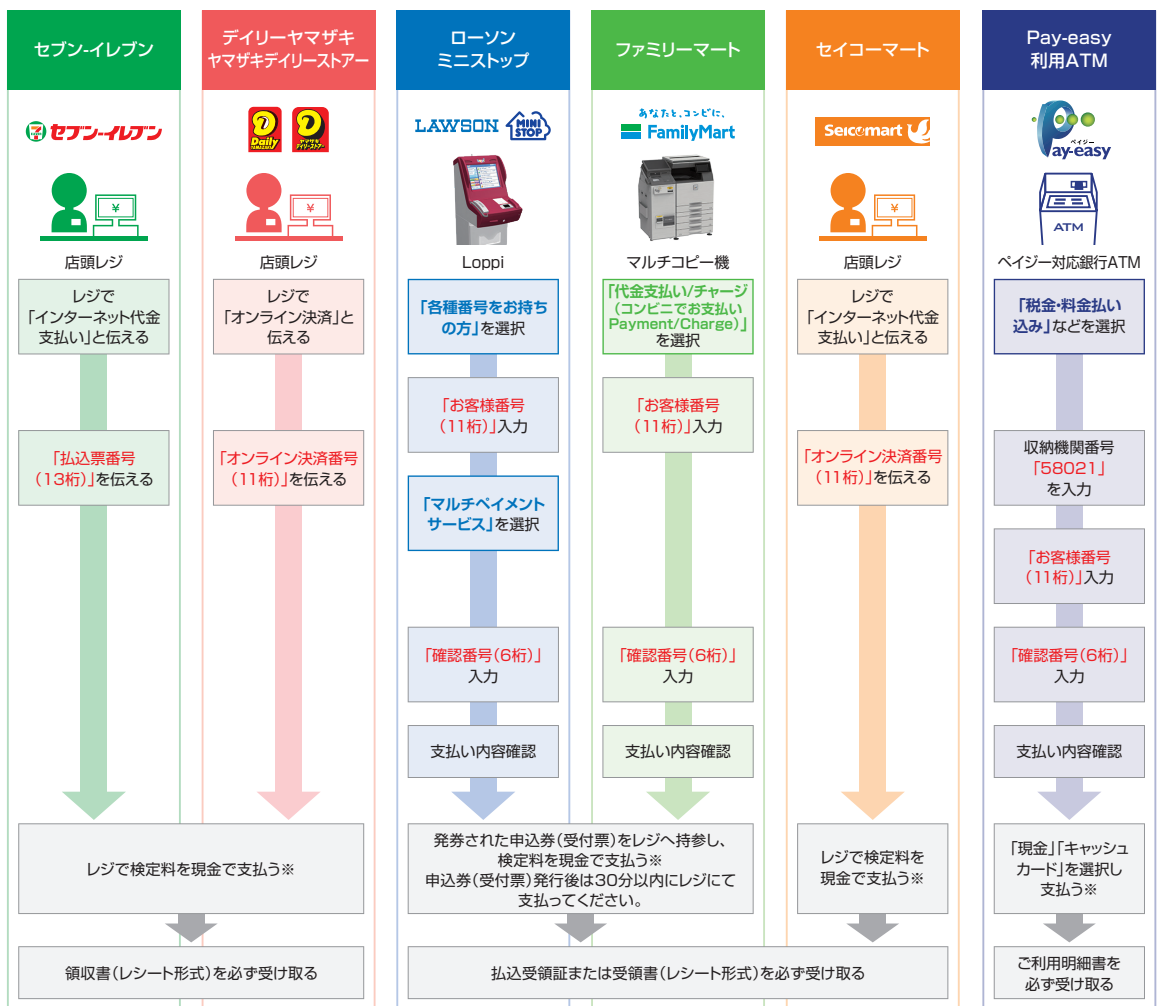 セブン-イレブン
デイリーヤマザキ
ヤマザキデイリーストアー
ローソン
ミニストップ
ファミリーマート
セイコーマート
Pay-easy
利用ATM
セブン-イレブン
Daily
YAMAZAKI
ヤマザキ
デイリーストアー
LAWSON
MINI
STOP
あなたと、コンビに、
FamilyMart
Seicomart
ペイジー
Pay-easy
¥
¥
¥
ATM
店頭レジ
店頭レジ
Loppi
マルチコピー機
店頭レジ
ペイジー対応銀行ATM
レジで
「インターネット代金
支払い」と伝える
レジで
「オンライン決済」と
伝える
「各種番号をお持ち
の方」を選択
「代金支払い/チャージ
(コンビニでお支払い
Payment/Charge)」
を選択
レジで
「インターネット代金
支払い」と伝える
「税金・料金払い
込み」などを選択
「お客様番号
(11桁)」入力
「お客様番号
(11桁)」入力
「払込票番号
(13桁)」を伝える
「オンライン決済番号
(11桁)」を伝える
「マルチペイメント
サービス」を選択
「オンライン決済番号
(11桁)」を伝える
収納機関番号
「58021」
を入力
「お客様番号
(11桁)」入力
「確認番号(6桁)」
入力
「確認番号(6桁)」
入力
「確認番号(6桁)」
入力
支払い内容確認
支払い内容確認
支払い内容確認
レジで検定料を現金で支払う※
発券された申込券(受付票)をレジへ持参し、
検定料を現金で支払う※
申込券(受付票)発行後は30分以内にレジにて
支払ってください。
レジで検定料を
現金で支払う※
「現金」「キャッシュ
カード」を選択し
支払う※
領収書(レシート形式)を必ず受け取る
払込受領証または受領書(レシート形式)を必ず受け取る
ご利用明細書を
必ず受け取る